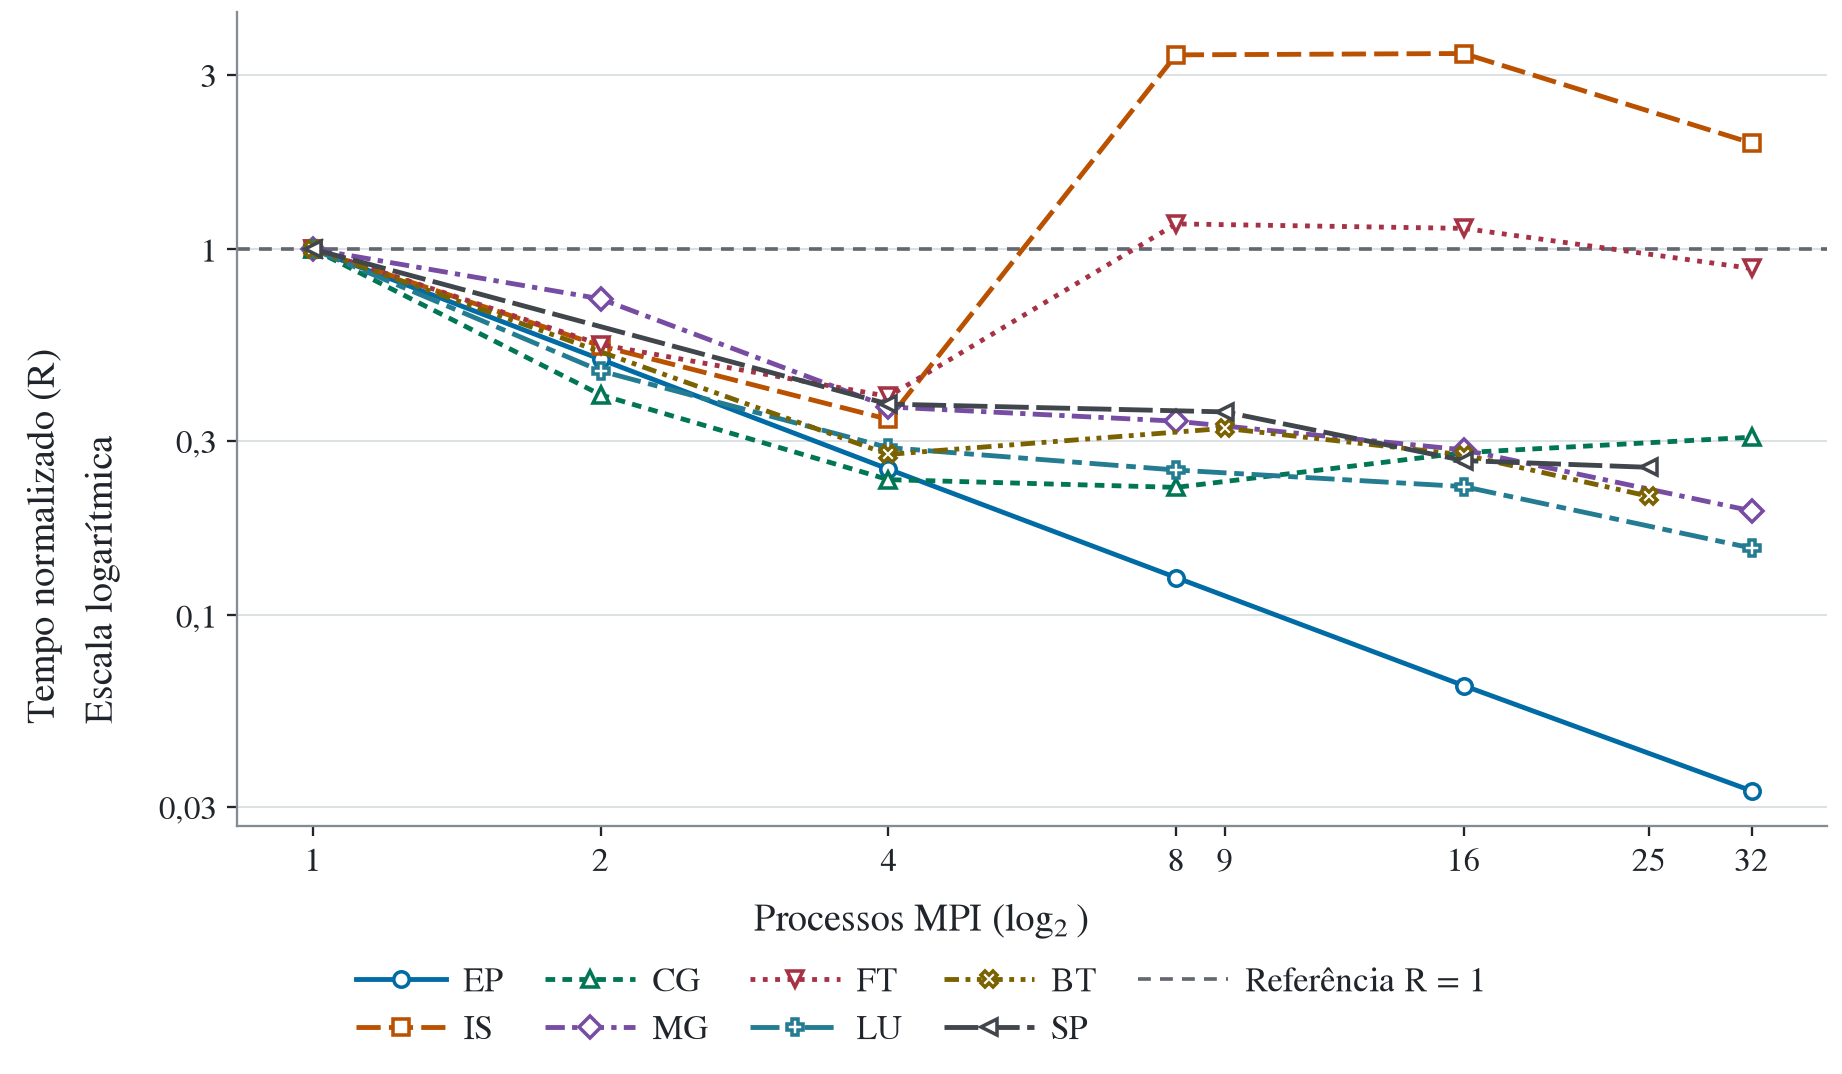 Tempo normalizado (R)
Escala logarítmica
3
1
0,3
0,1
0,03
1 2 4 8 9 16 25 32
Processos MPI (log₂ )
EP CG FT BT Referência R = 1
IS MG LU SP